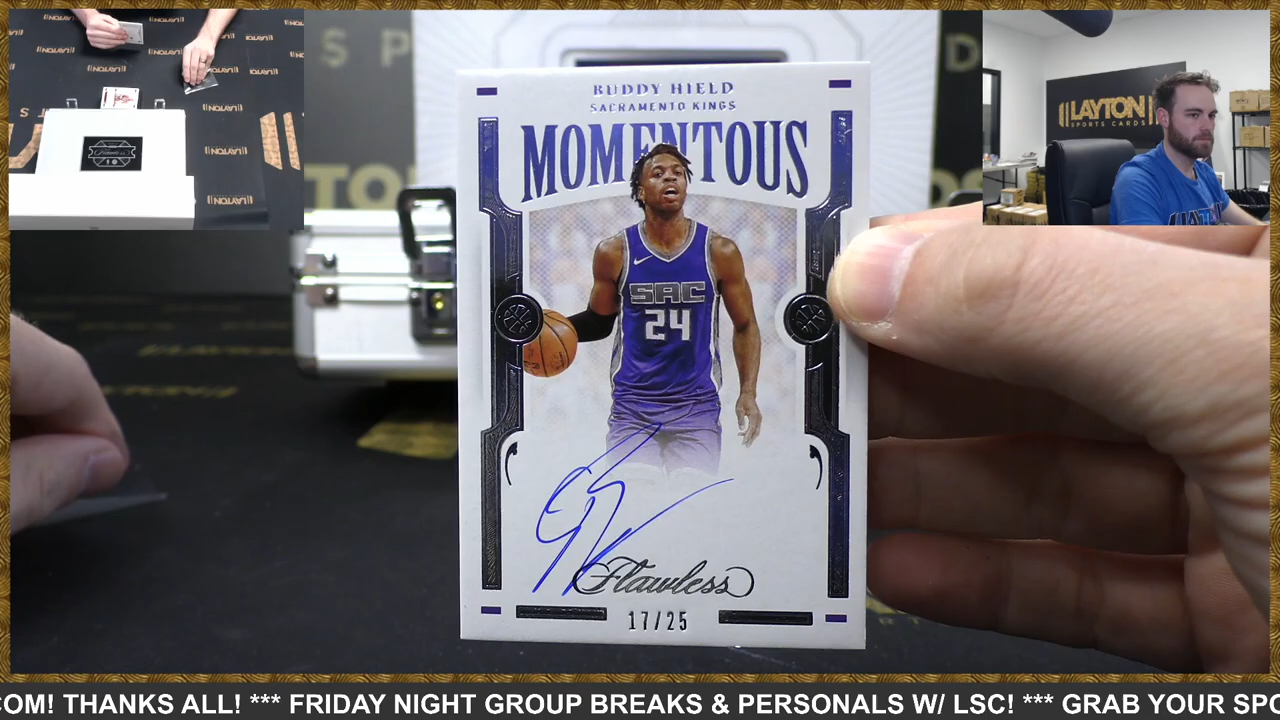 BUDDY HIELD
SACRAMENTO KINGS
MOMENTOUS
SAC
24
Flawless
17/25
LAYTON
SPORTS CARDS
LAYTON
COM! THANKS ALL! *** FRIDAY NIGHT GROUP BREAKS & PERSONALS W/ LSC! *** GRAB YOUR SPO